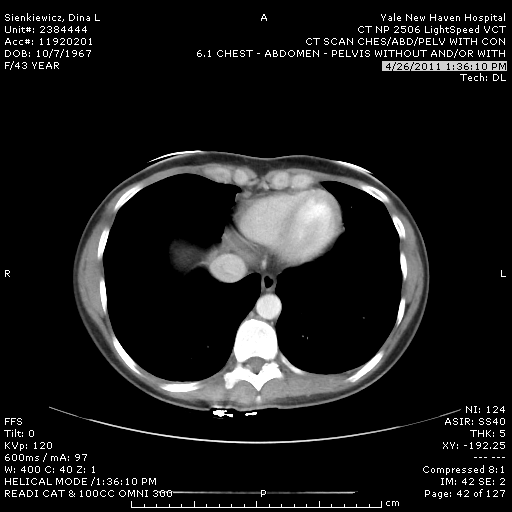 Sienkiewicz, Dina L
Unit#: 2384444
Acc#: 11920201
DOB: 10/7/1967
F/43 YEAR
A
Yale New Haven Hospital
CT NP 2506 LightSpeed VCT
CT SCAN CHES/ABD/PELV WITH CON
6.1 CHEST - ABDOMEN - PELVIS WITHOUT AND/OR WITH
4/26/2011 1:36:10 PM
Tech: DL
R
L
FFS
Tilt: 0
KVp: 120
600ms / mA: 97
W: 400 C: 40 Z: 1
HELICAL MODE /1:36:10 PM
READI CAT & 100CC OMNI 300
P
cm
NI: 124
ASIR: SS40
THK: 5
XY: -192.25
--- ---
Compressed 8:1
IM: 42 SE: 2
Page: 42 of 127